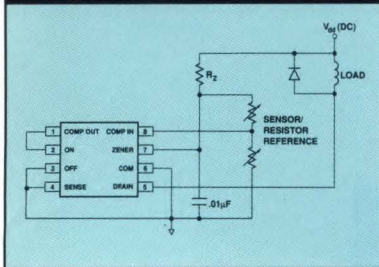 Vdd (DC)
RZ
LOAD
SENSOR/
RESISTOR
REFERENCE
1 COMP OUT COMP IN 8
2 ON ZENER 7
3 OFF COM 6
4 SENSE DRAIN 5
.01µF